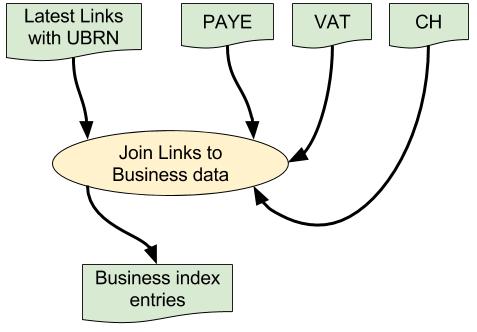 Latest Links
with UBRN
PAYE
VAT
CH
Join Links to
Business data
Business index
entries